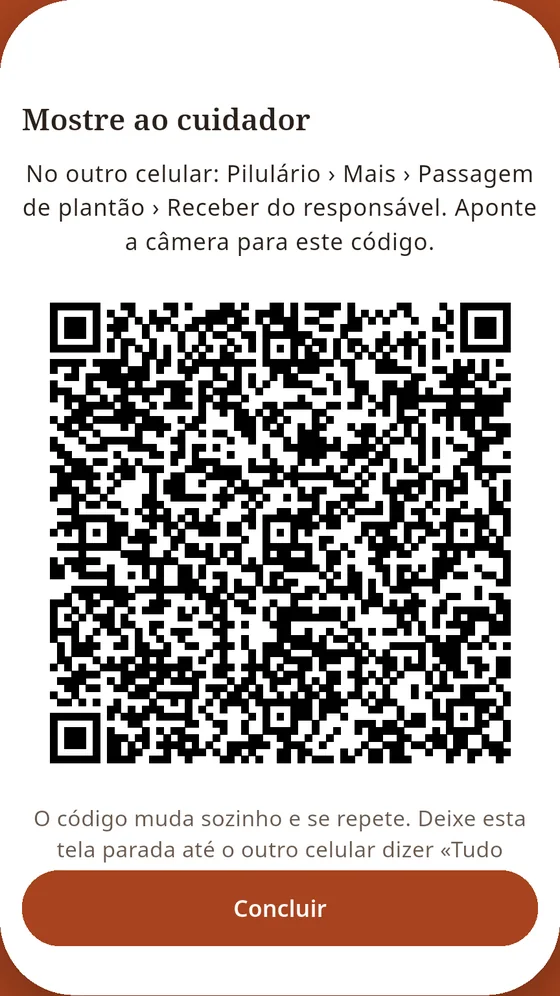 Mostre ao cuidador
No outro celular: Pilulário › Mais › Passagem
de plantão › Receber do responsável. Aponte
a câmera para este código.
O código muda sozinho e se repete. Deixe esta
tela parada até o outro celular dizer «Tudo
Concluir